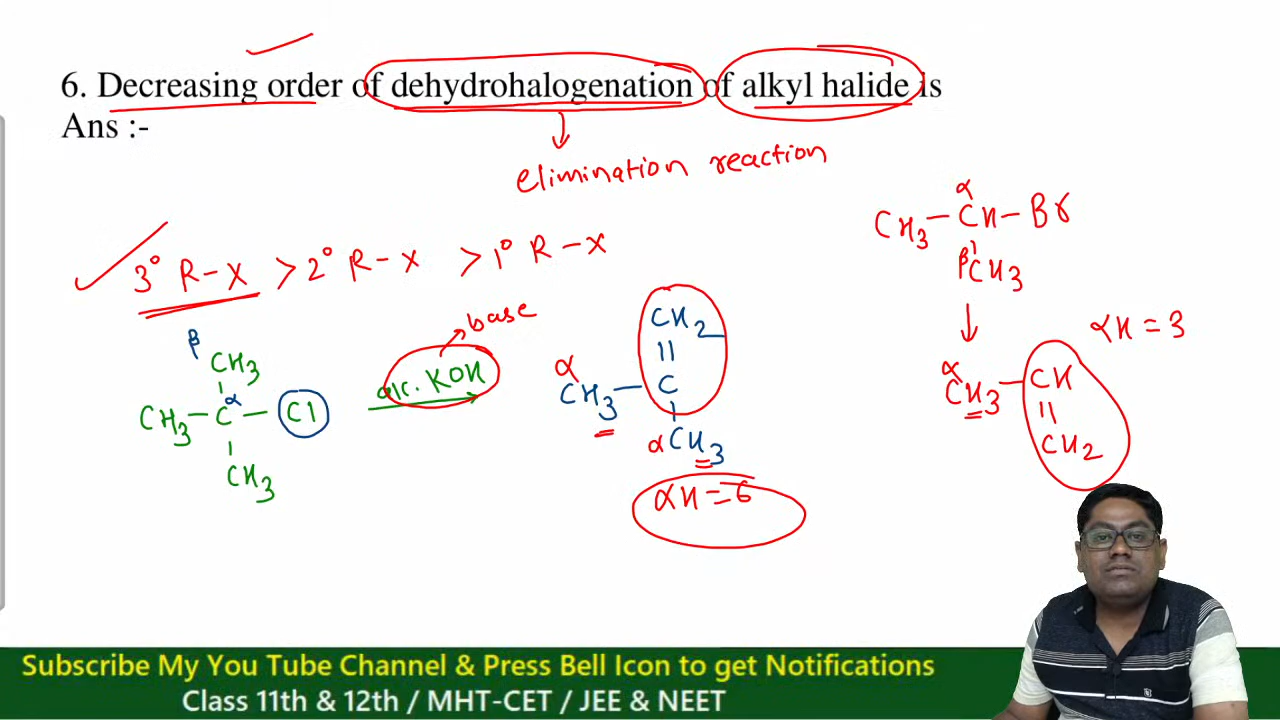 6. Decreasing order of dehydrohalogenation of alkyl halide is
Ans :-
elimination reaction
3° R-X > 2° R-X > 1° R-X
β
CH3
CH3-C α-Cl
CH3
alc. KOH
base
CH2
||
α CH3-C
α CH3
αH = 6
α
CH3-CH-Br
β CH3
↓
α CH3-CH
||
CH2
αH = 3
Subscribe My You Tube Channel & Press Bell Icon to get Notifications
Class 11th & 12th / MHT-CET / JEE & NEET